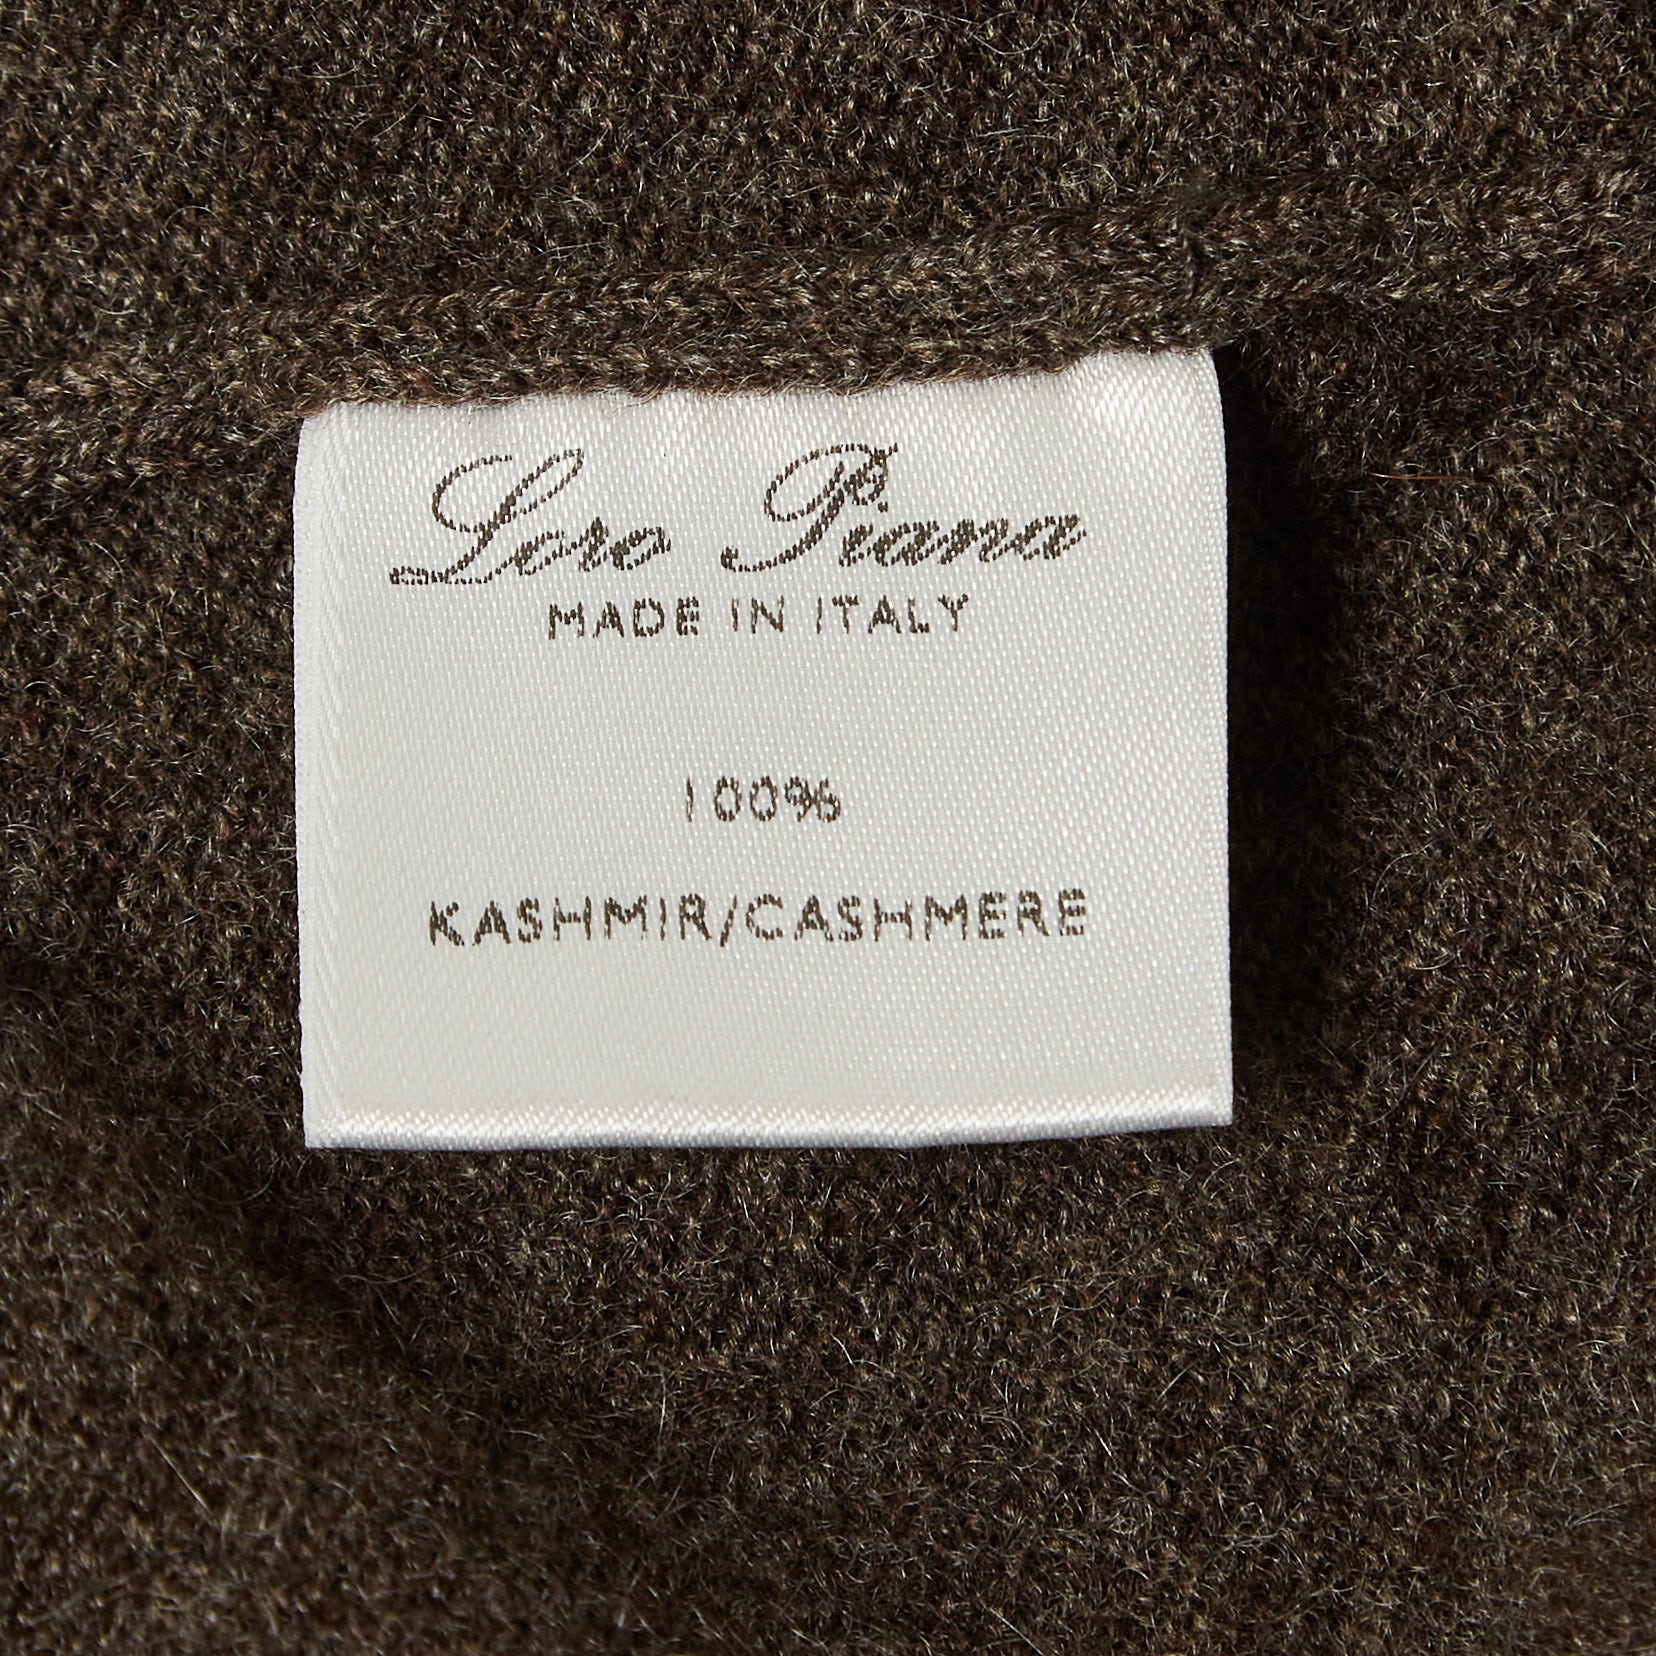 Loro Piana
MADE IN ITALY
100%
KASHMIR/CASHMERE